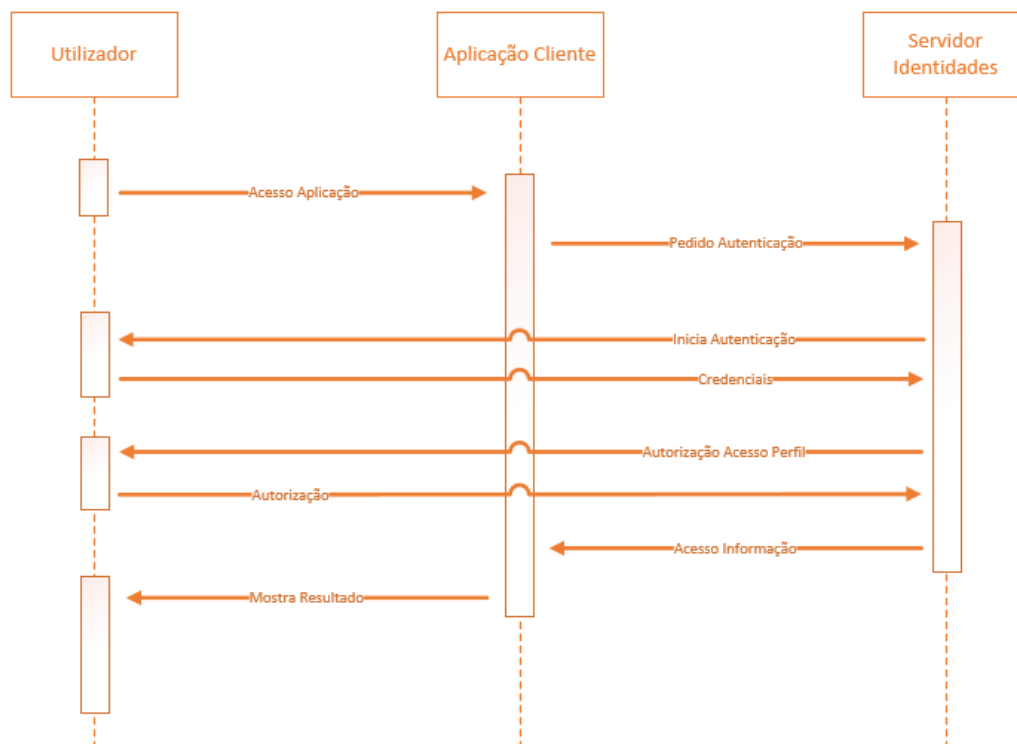 Utilizador
Aplicação Cliente
Servidor
Identidades
Acesso Aplicação
Pedido Autenticação
Inicia Autenticação
Credenciais
Autorização Acesso Perfil
Autorização
Acesso Informação
Mostra Resultado